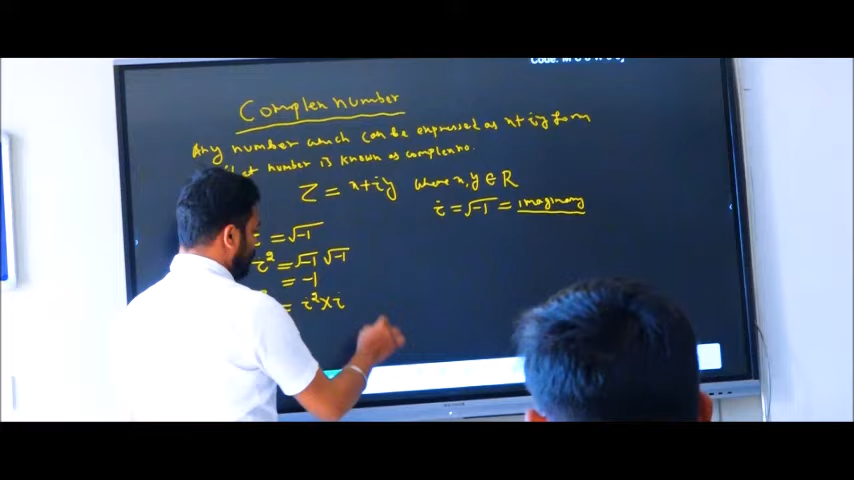 Code:
Complex number
Any number which can be expressed as x+iy form
number is known as complex no.
Z = x+iy where x, y ∈ R
i = √-1 = imaginary
= √-1
i² = √-1 √-1
= -1
= i² × i